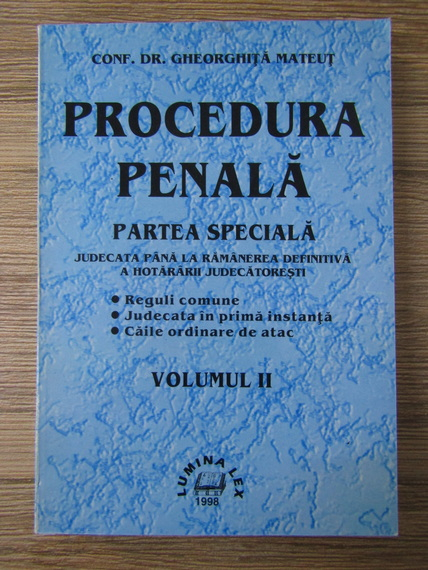 CONF. DR. GHEORGHIȚĂ MATEUȚ
PROCEDURA
PENALĂ
PARTEA SPECIALĂ
JUDECATA PÂNĂ LA RĂMÂNEREA DEFINITIVĂ
A HOTĂRÂRII JUDECĂTOREȘTI
• Reguli comune
• Judecata în primă instanță
• Căile ordinare de atac
VOLUMUL II
LUMINA LEX
1998